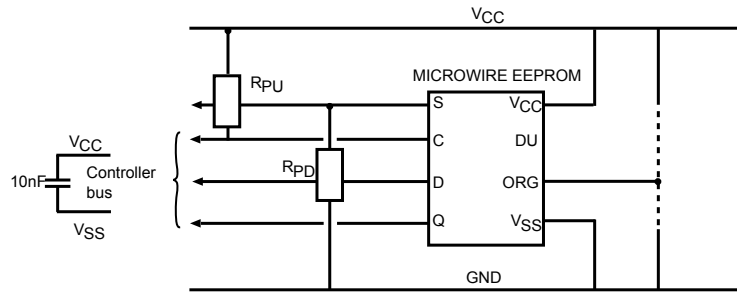 VCC
MICROWIRE EEPROM
RPU
S
VCC
C
DU
RPD
D
ORG
Q
VSS
VCC
10nF
Controller
bus
VSS
GND